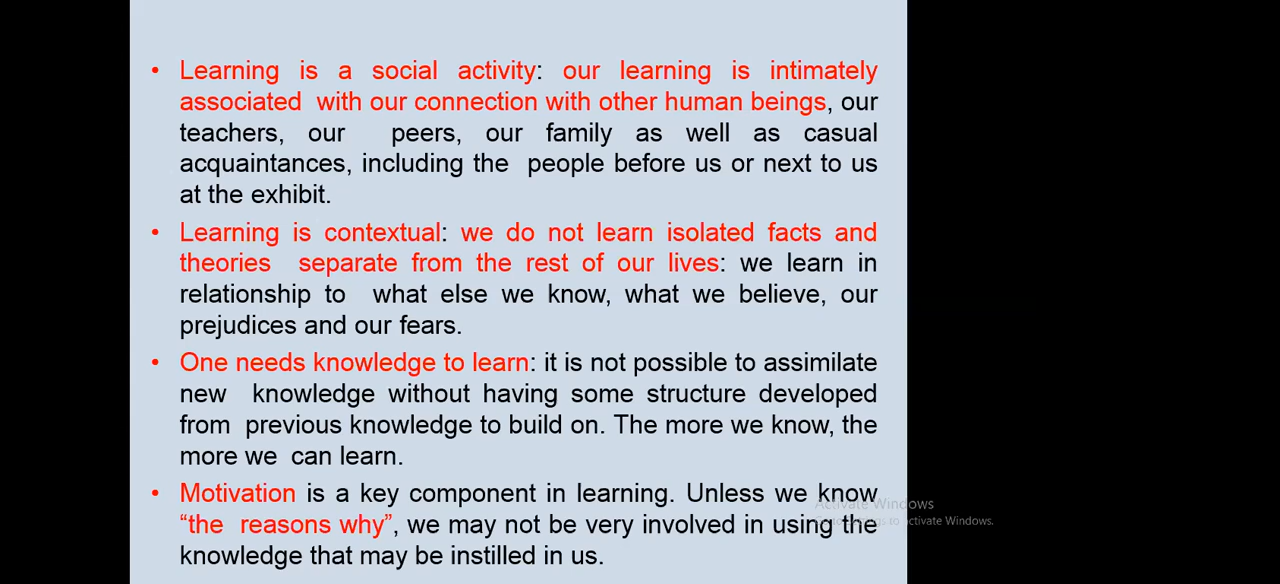 • Learning is a social activity: our learning is intimately
associated with our connection with other human beings, our
teachers, our peers, our family as well as casual
acquaintances, including the people before us or next to us
at the exhibit.
• Learning is contextual: we do not learn isolated facts and
theories separate from the rest of our lives: we learn in
relationship to what else we know, what we believe, our
prejudices and our fears.
• One needs knowledge to learn: it is not possible to assimilate
new knowledge without having some structure developed
from previous knowledge to build on. The more we know, the
more we can learn.
• Motivation is a key component in learning. Unless we know
“the reasons why”, we may not be very involved in using the
knowledge that may be instilled in us.
Activate Windows
to activate Windows.